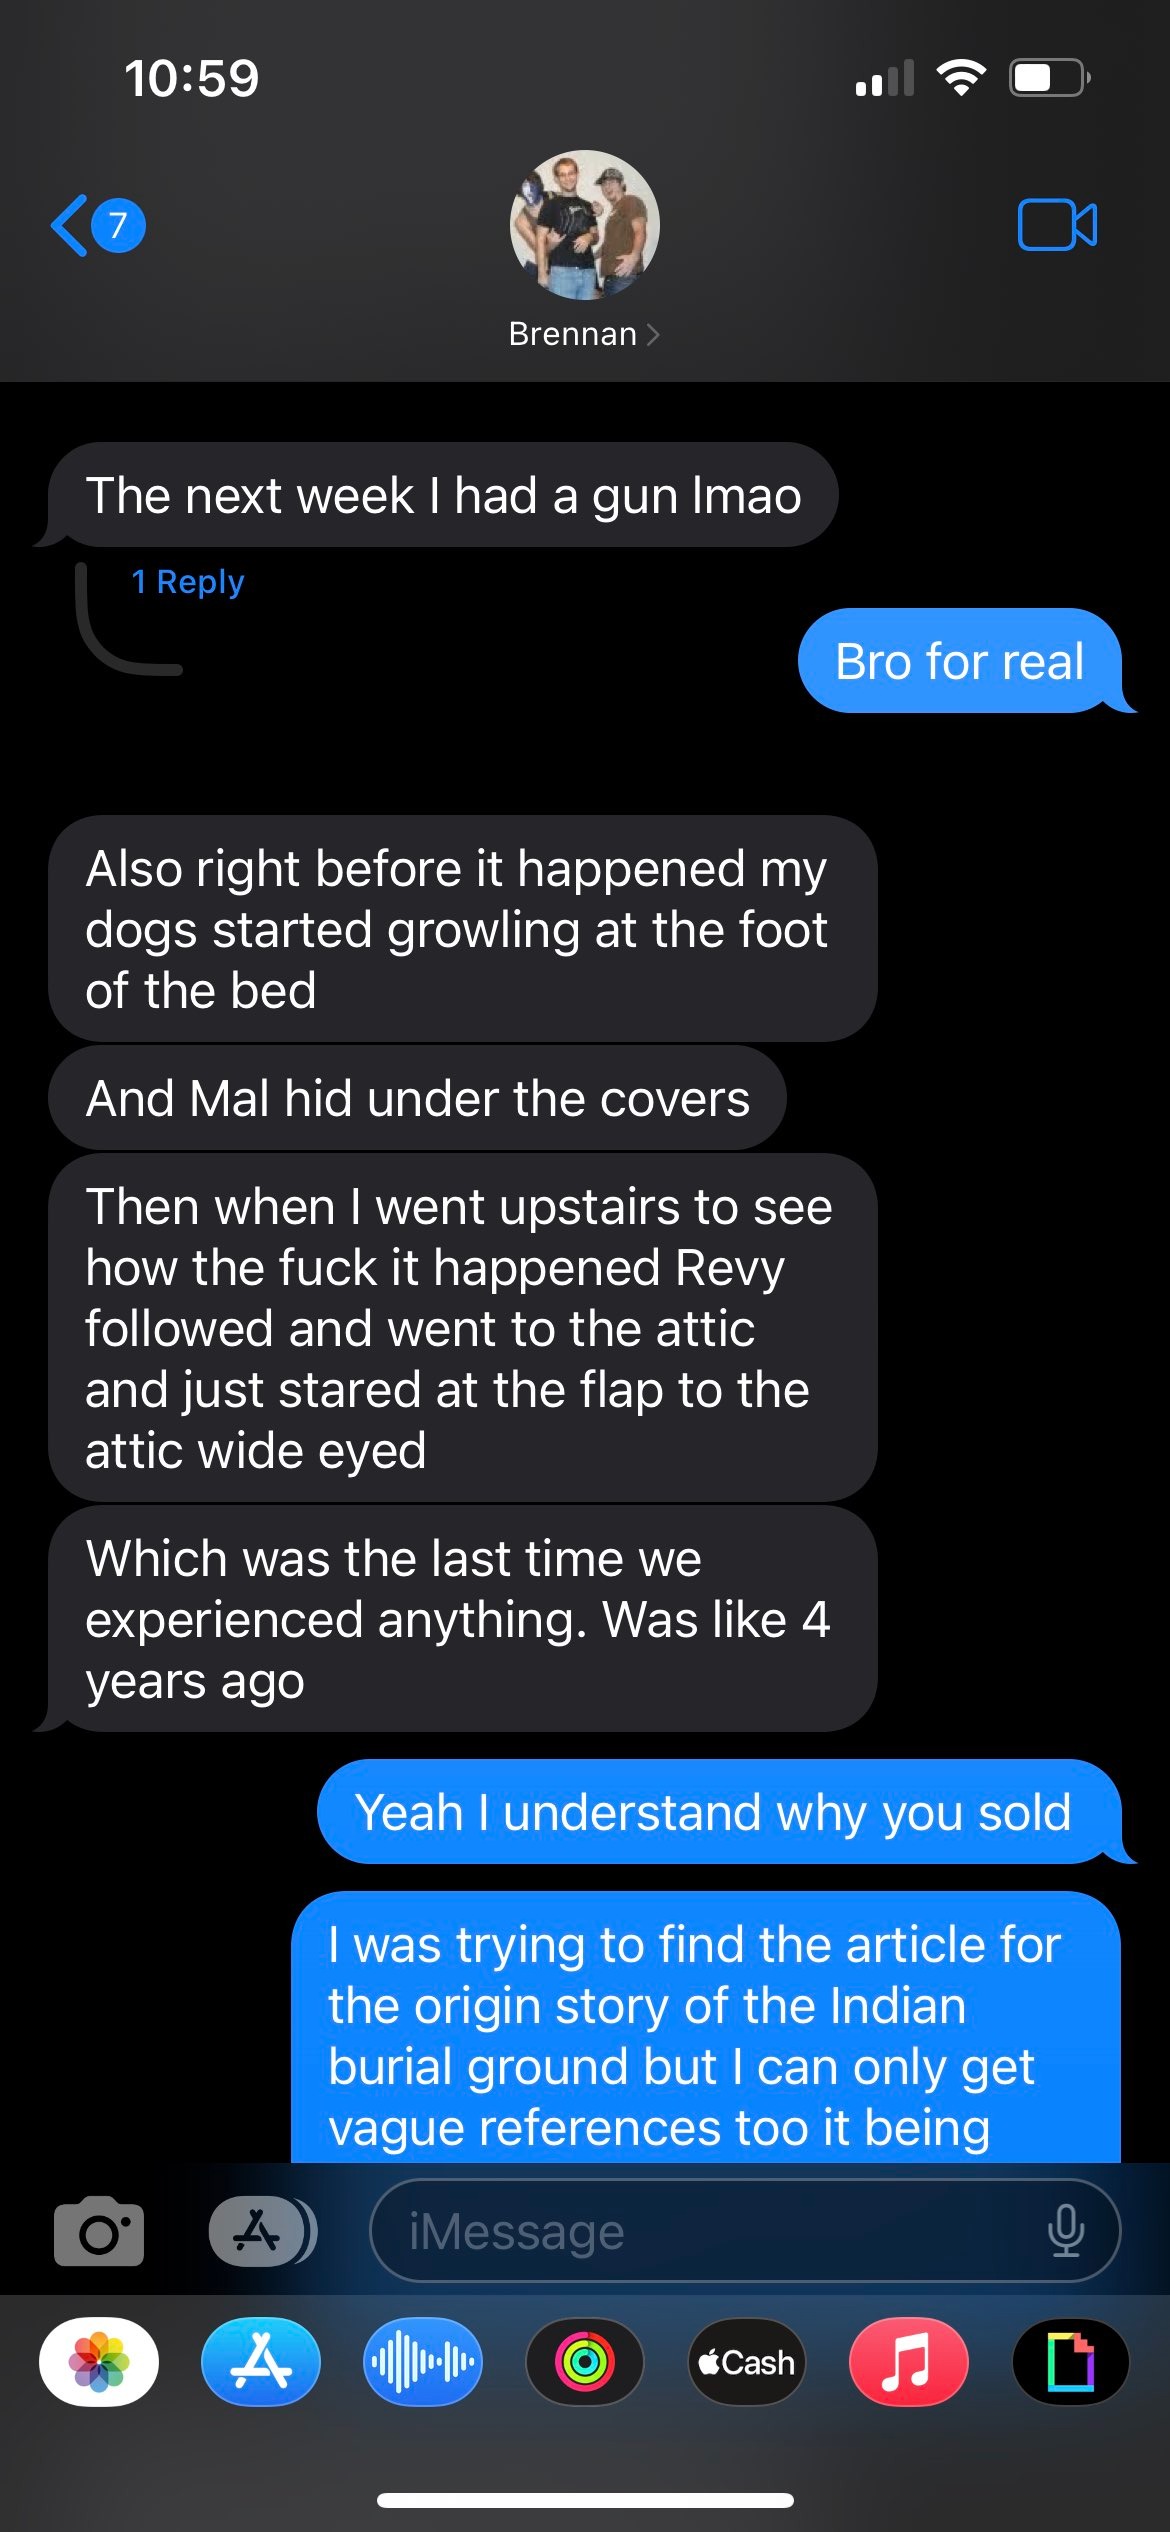 10:59
7
Brennan
The next week I had a gun lmao
1 Reply
Bro for real
Also right before it happened my
dogs started growling at the foot
of the bed
And Mal hid under the covers
Then when I went upstairs to see
how the fuck it happened Revy
followed and went to the attic
and just stared at the flap to the
attic wide eyed
Which was the last time we
experienced anything. Was like 4
years ago
Yeah I understand why you sold
I was trying to find the article for
the origin story of the Indian
burial ground but I can only get
vague references too it being
iMessage
Cash